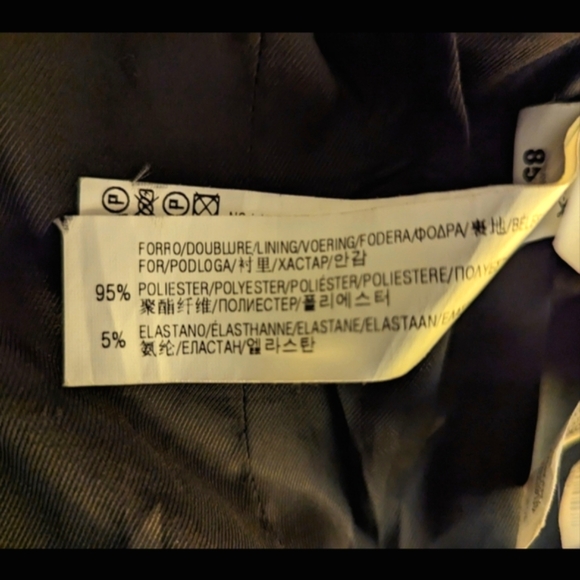 P P
58
FORRO/DOUBLURE/LINING/VOERING/FODERA/ΦΟΔΡΑ/裏地/
FOR/PODLOGA/衬里/ХАСТАР/안감
95% POLIESTER/POLYESTER/POLIÉSTER/POLIESTERE/
聚酯纤维/ПОЛИЕСТЕР/폴리에스터
5% ELASTANO/ÉLASTHANNE/ELASTANE/ELASTAAN/
氨纶/ЕЛАСТАН/엘라스탄